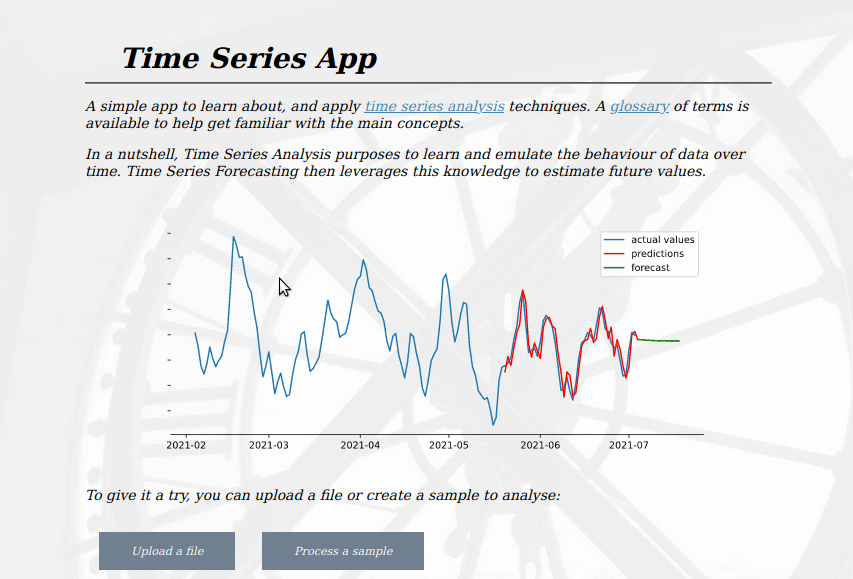 Time Series App
A simple app to learn about, and apply time series analysis techniques. A glossary of terms is
available to help get familiar with the main concepts.
In a nutshell, Time Series Analysis purposes to learn and emulate the behaviour of data over
time. Time Series Forecasting then leverages this knowledge to estimate future values.
actual values
predictions
forecast
2021-02 2021-03 2021-04 2021-05 2021-06 2021-07
To give it a try, you can upload a file or create a sample to analyse:
Upload a file Process a sample